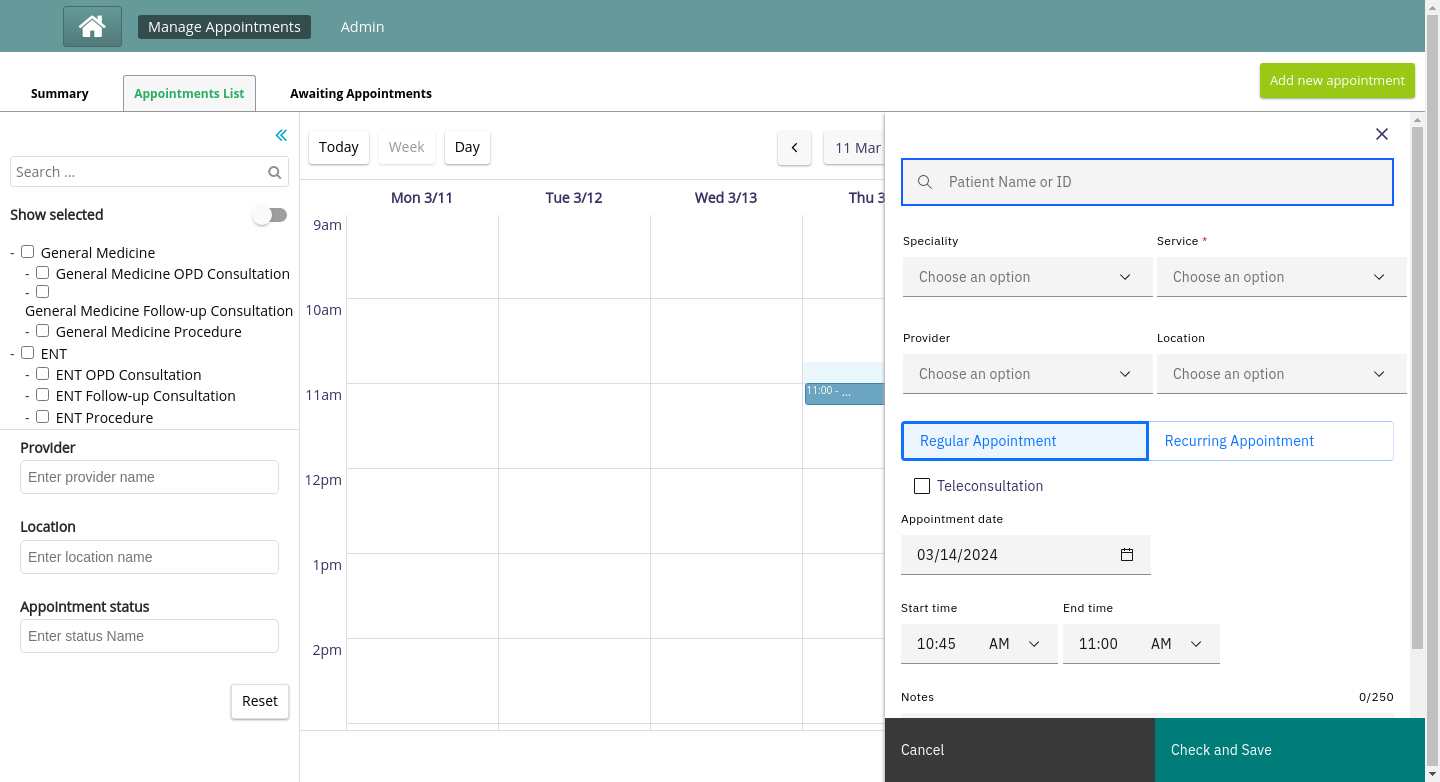 Manage Appointments
Admin
Summary
Appointments List
Awaiting Appointments
Add new appointment
Search ...
Show selected
- General Medicine
- General Medicine OPD Consultation
-
General Medicine Follow-up Consultation
- General Medicine Procedure
- ENT
- ENT OPD Consultation
- ENT Follow-up Consultation
- ENT Procedure
Provider
Enter provider name
Location
Enter location name
Appointment status
Enter status Name
Reset
Today
Week
Day
11 Mar
Mon 3/11
Tue 3/12
Wed 3/13
Thu 3
9am
10am
11am
11:00 - ...
12pm
1pm
2pm
Patient Name or ID
Speciality
Service *
Choose an option
Choose an option
Provider
Location
Choose an option
Choose an option
Regular Appointment
Recurring Appointment
Teleconsultation
Appointment date
03/14/2024
Start time
End time
10:45 AM
11:00 AM
Notes
0/250
Cancel
Check and Save